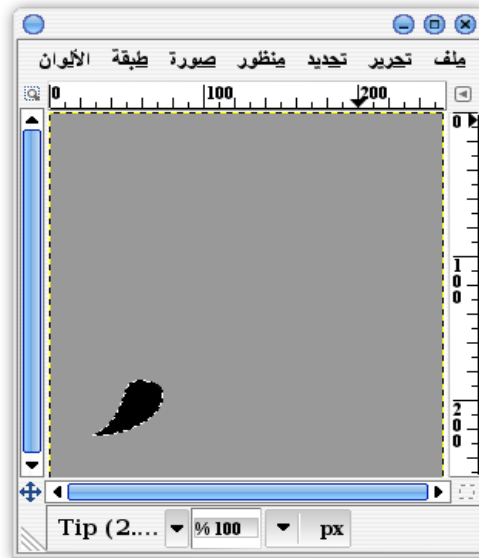 ملف تحرير تحديد منظور صورة طبقة الألوان
0 100 200
0
100
200
Tip (2.... % 100 px